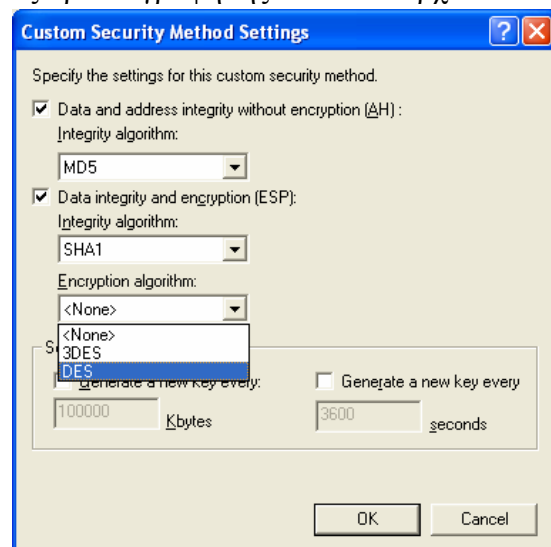 Custom Security Method Settings
Specify the settings for this custom security method.
Data and address integrity without encryption (AH) :
Integrity algorithm:
MD5
Data integrity and encryption (ESP):
Integrity algorithm:
SHA1
Encryption algorithm:
<None>
<None>
3DES
DES
Generate a new key every:
Generate a new key every
100000
Kbytes
3600
seconds
OK
Cancel